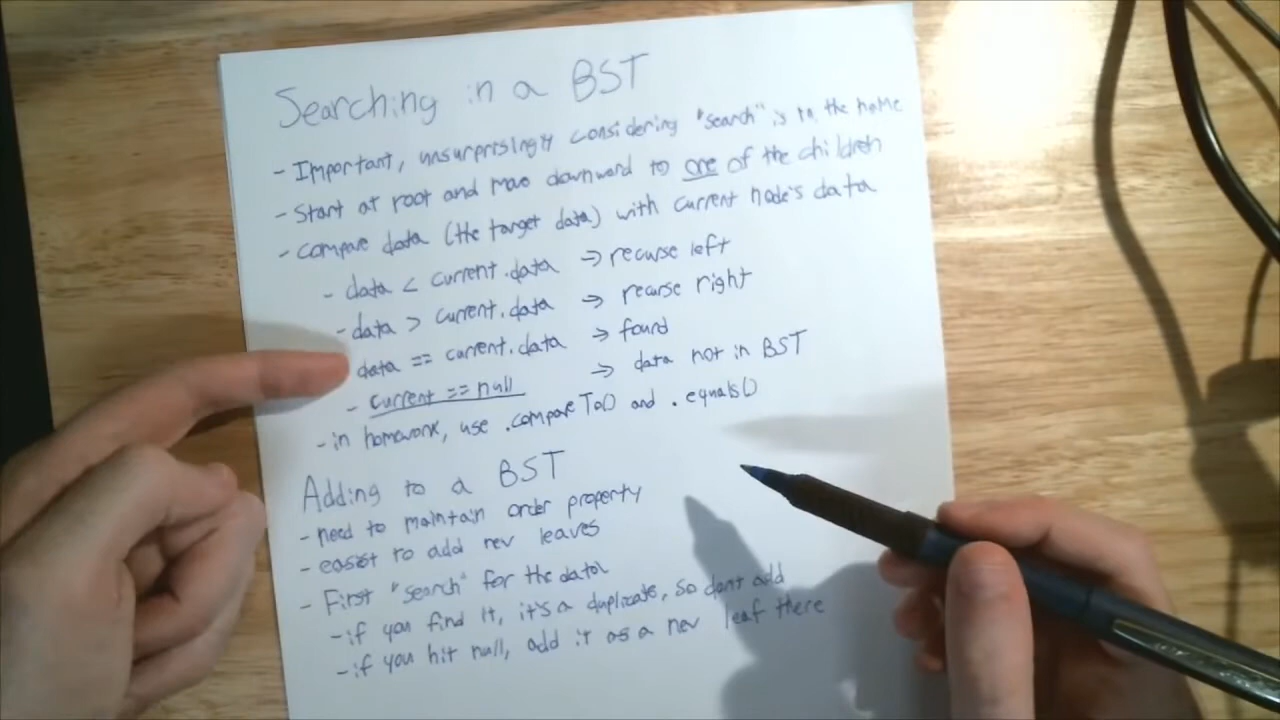 Searching in a BST
- Important, unsurprisingly considering "search" is in the name
- Start at root and move downward to one of the children
- compare data (the target data) with current node's data
- data < current.data => recurse left
- data > current.data => recurse right
data == current.data => found
- current == null => data not in BST
- in homework, use .compareTo() and .equals()
Adding to a BST
- need to maintain order property
- easist to add new leaves
- First "search" for the data
- if you find it, it's a duplicate, so dont add
- if you hit null, add it as a new leaf there